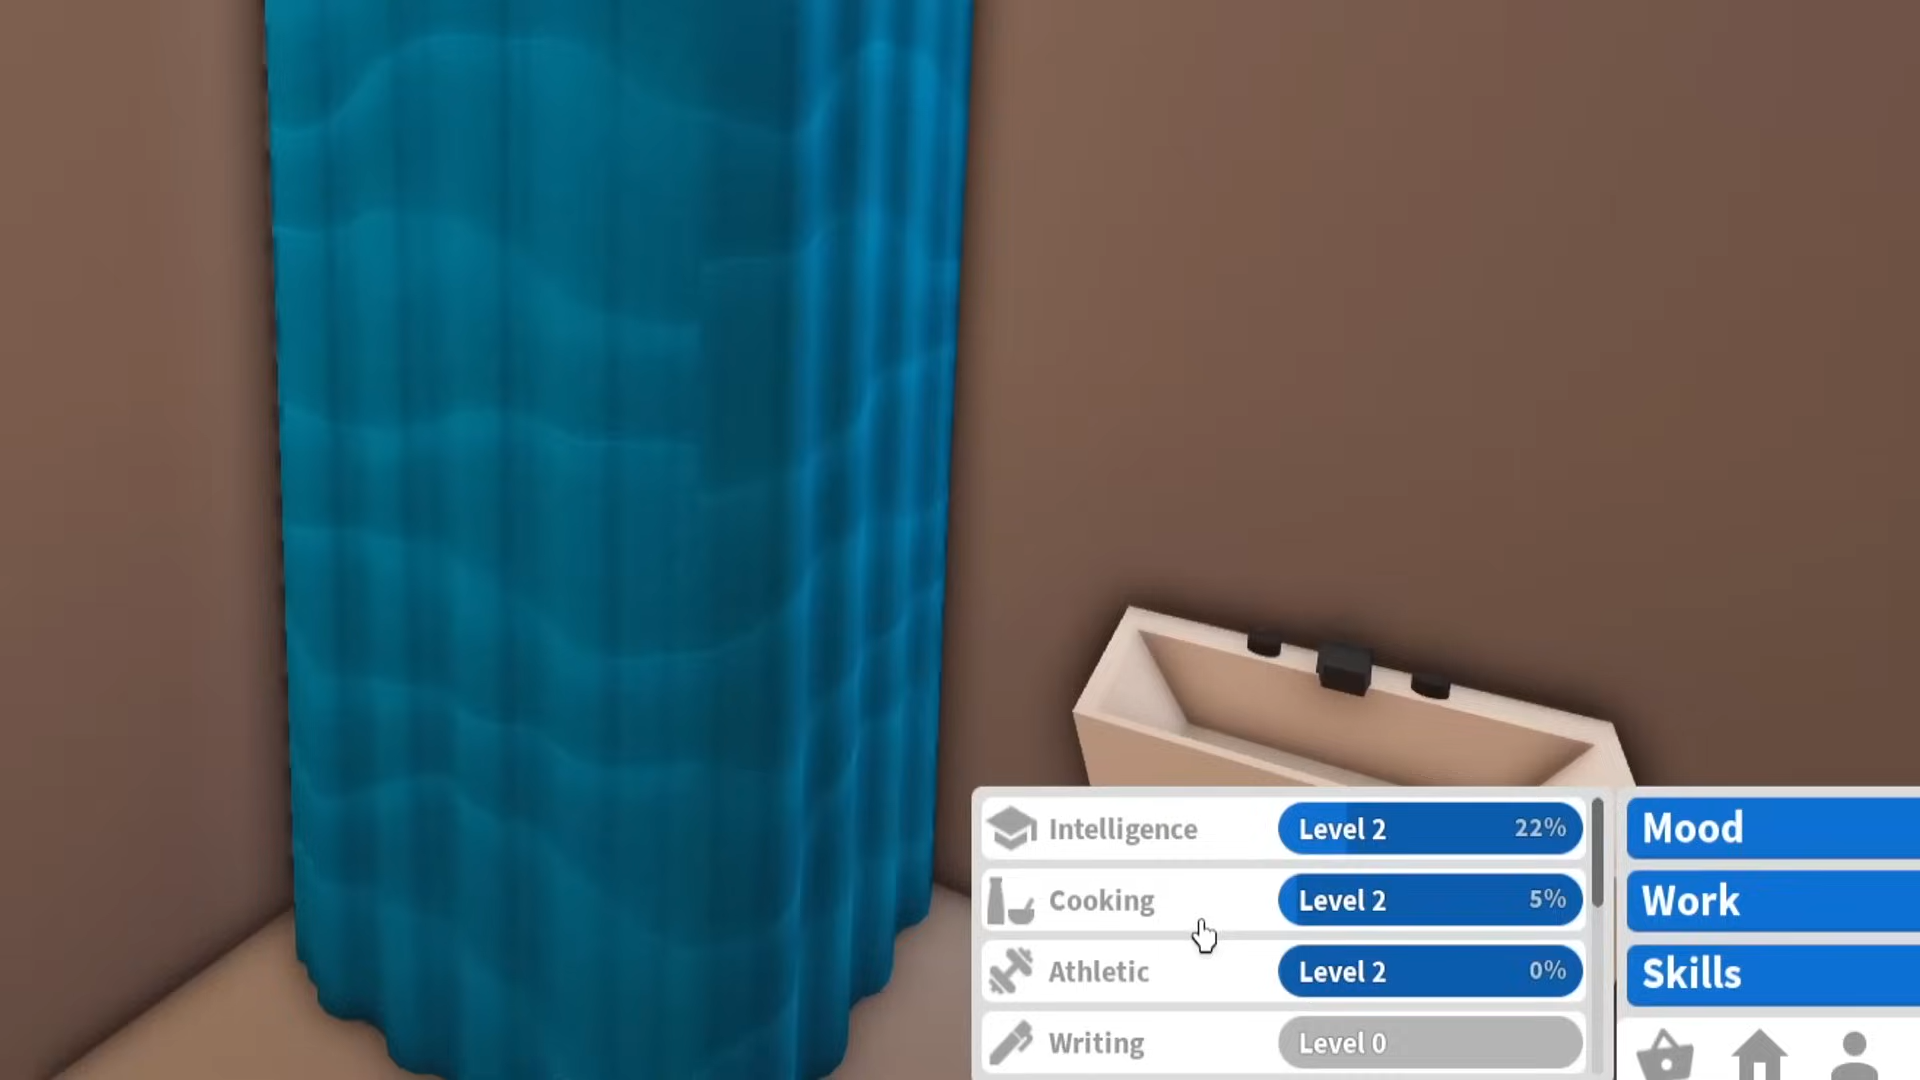 Intelligence Level 2 22%
Cooking Level 2 5%
Athletic Level 2 0%
Writing Level 0
Mood
Work
Skills